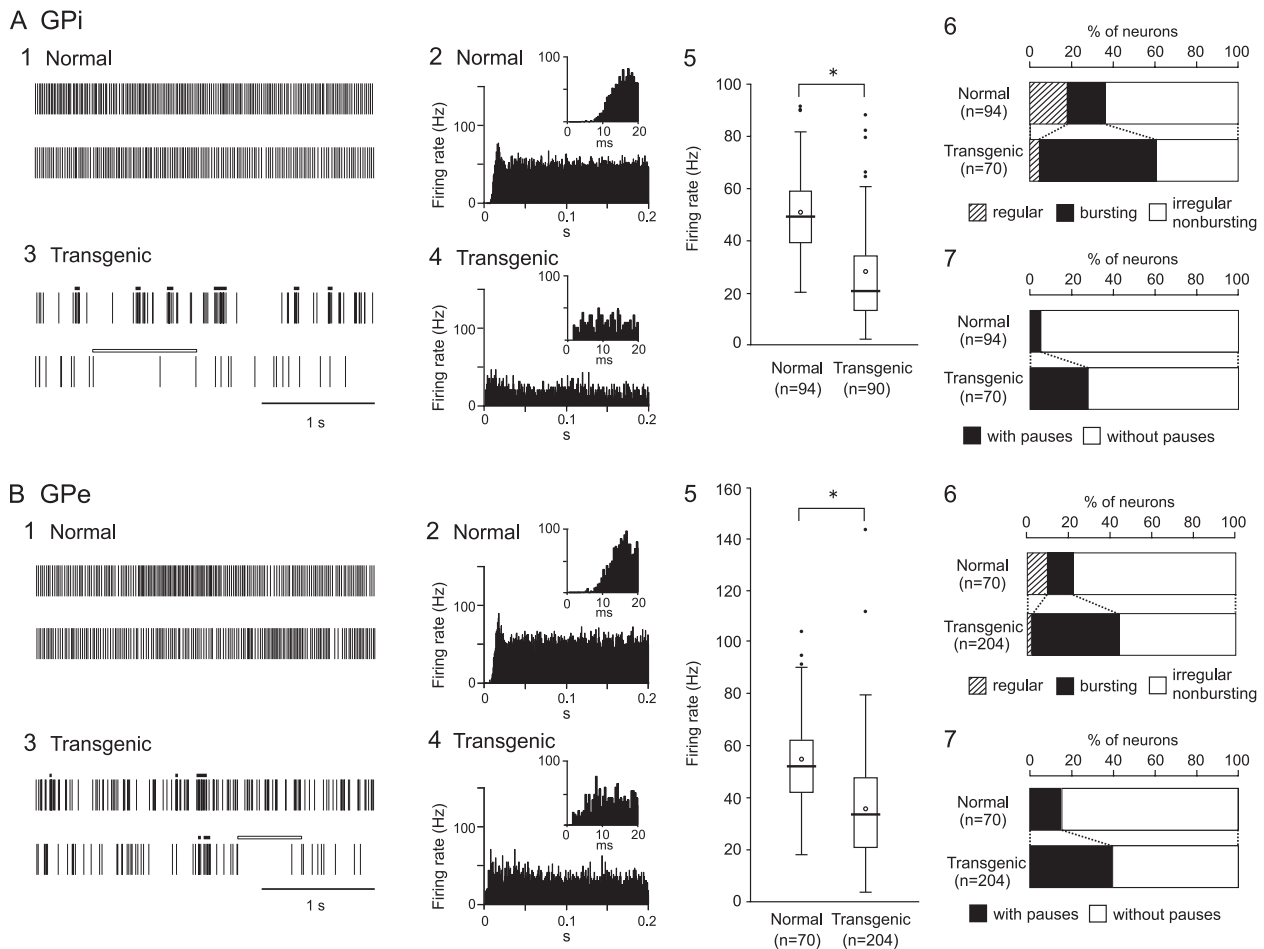 A GPi
1 Normal
3 Transgenic
1 s
2 Normal
Firing rate (Hz)
100
0
0 10 20
ms
100
0
0 0.1 0.2
s
4 Transgenic
Firing rate (Hz)
100
0
0 10 20
ms
100
0
0 0.1 0.2
s
5
Firing rate (Hz)
100
80
60
40
20
0
*
Normal
(n=94)
Transgenic
(n=90)
6
% of neurons
0 20 40 60 80 100
Normal
(n=94)
Transgenic
(n=70)
regular bursting irregular
nonbursting
7
% of neurons
0 20 40 60 80 100
Normal
(n=94)
Transgenic
(n=70)
with pauses without pauses
B GPe
1 Normal
3 Transgenic
1 s
2 Normal
Firing rate (Hz)
100
0
0 10 20
ms
100
0
0 0.1 0.2
s
4 Transgenic
Firing rate (Hz)
100
0
0 10 20
ms
100
0
0 0.1 0.2
s
5
Firing rate (Hz)
160
140
120
100
80
60
40
20
0
*
Normal
(n=70)
Transgenic
(n=204)
6
% of neurons
0 20 40 60 80 100
Normal
(n=70)
Transgenic
(n=204)
regular bursting irregular
nonbursting
7
% of neurons
0 20 40 60 80 100
Normal
(n=70)
Transgenic
(n=204)
with pauses without pauses